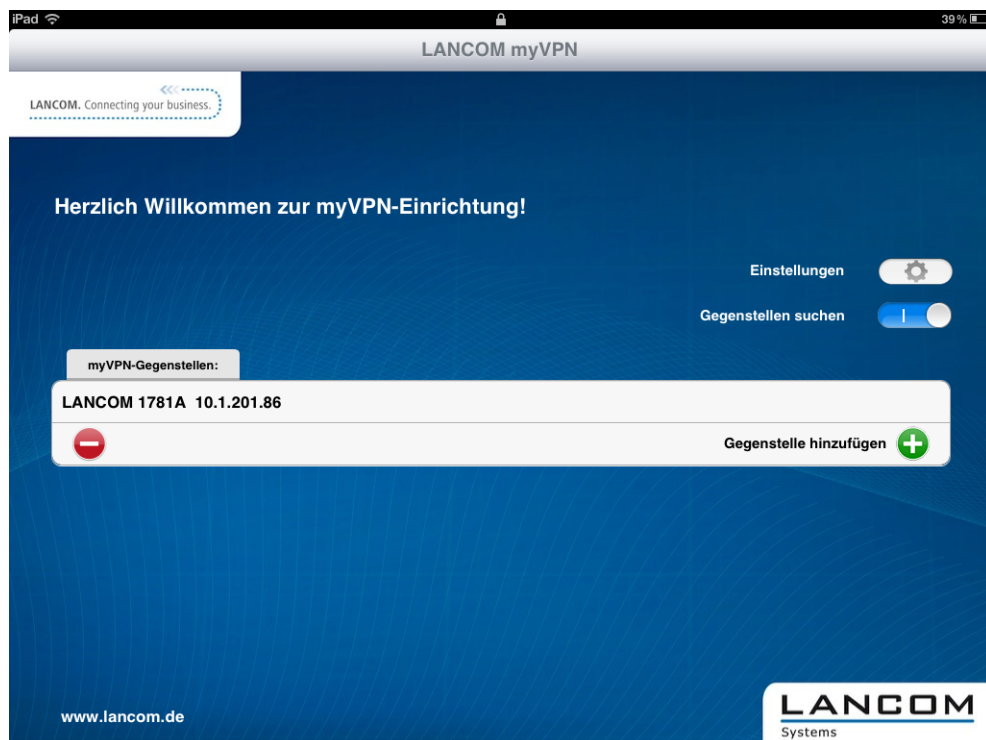 iPad 39 %
LANCOM myVPN
LANCOM. Connecting your business.
Herzlich Willkommen zur myVPN-Einrichtung!
Einstellungen
Gegenstellen suchen
myVPN-Gegenstellen:
LANCOM 1781A 10.1.201.86
Gegenstelle hinzufügen
www.lancom.de
LANCOM
Systems